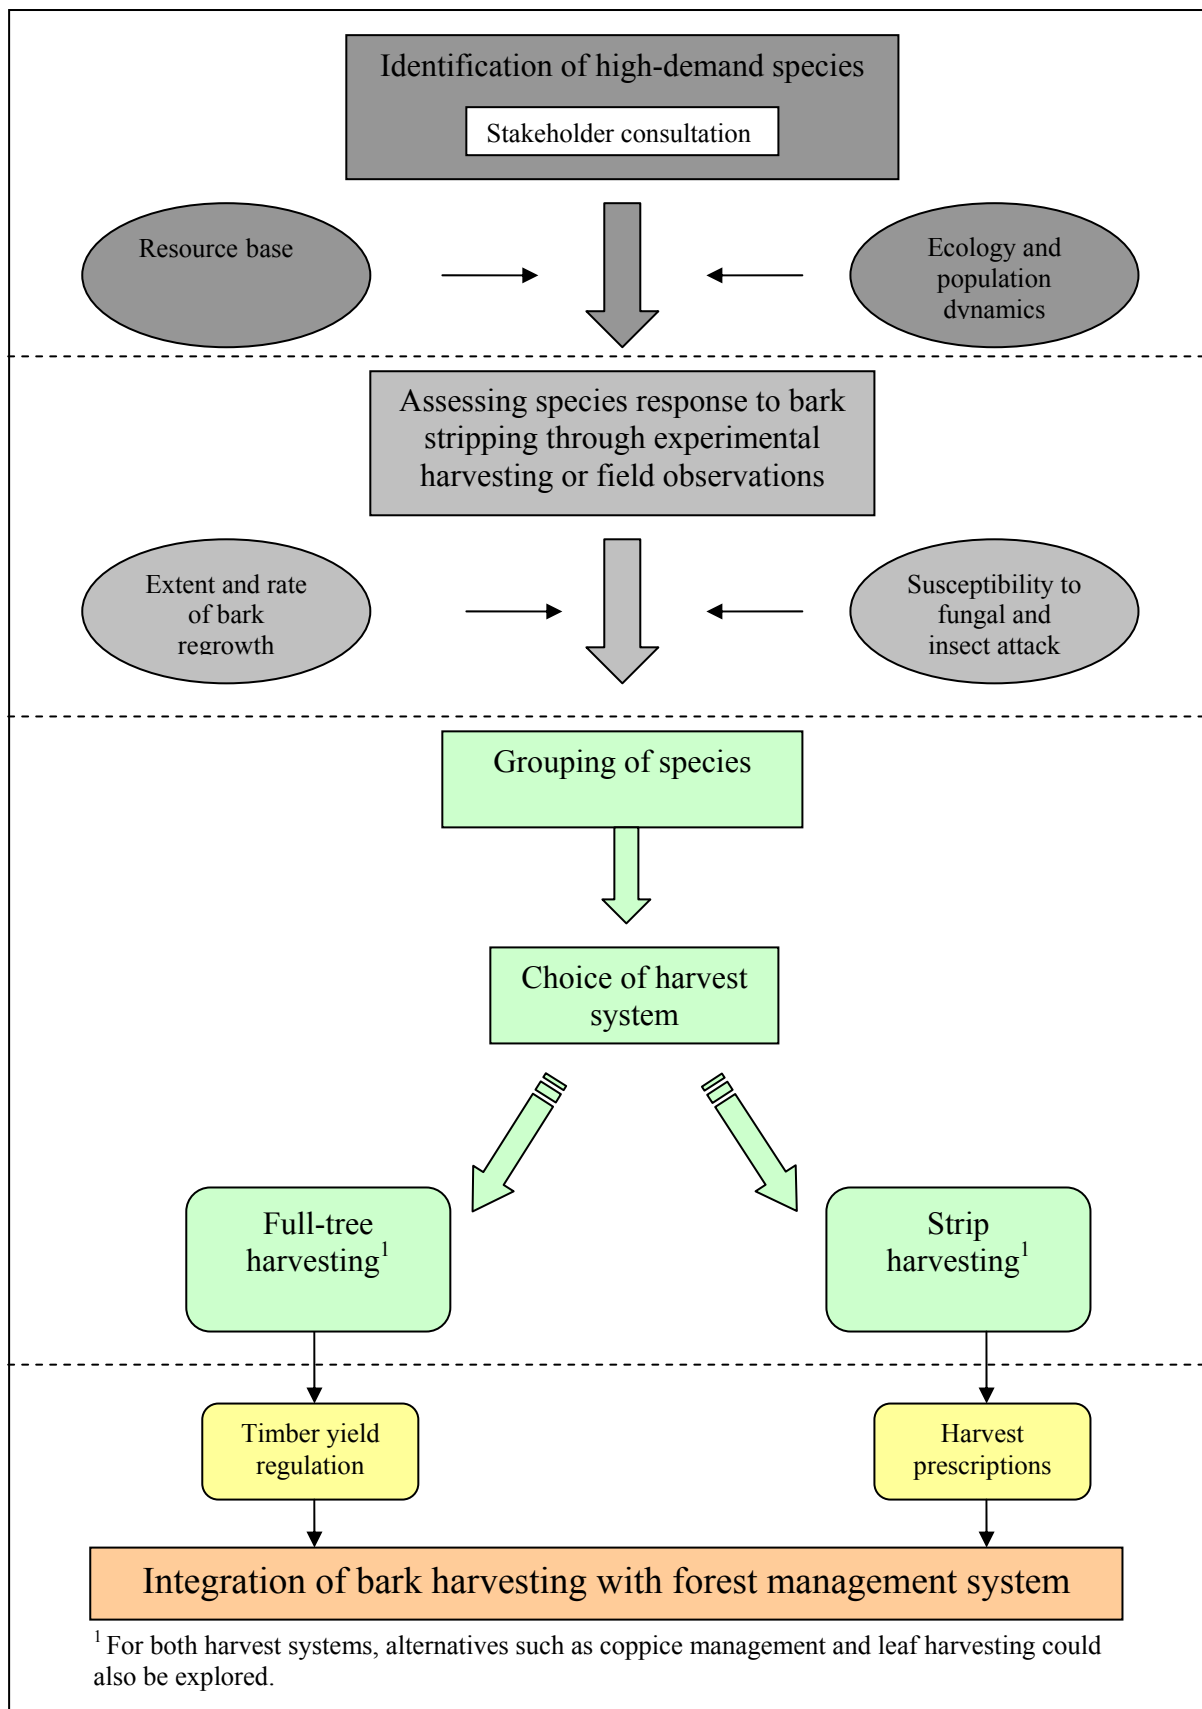 Identification of high-demand species
Stakeholder consultation
Resource base
Ecology and
population
dynamics
Assessing species response to bark
stripping through experimental
harvesting or field observations
Extent and rate
of bark
regrowth
Susceptibility to
fungal and
insect attack
Grouping of species
Choice of harvest
system
Full-tree
harvesting¹
Strip
harvesting¹
Timber yield
regulation
Harvest
prescriptions
Integration of bark harvesting with forest management system
¹ For both harvest systems, alternatives such as coppice management and leaf harvesting could
also be explored.